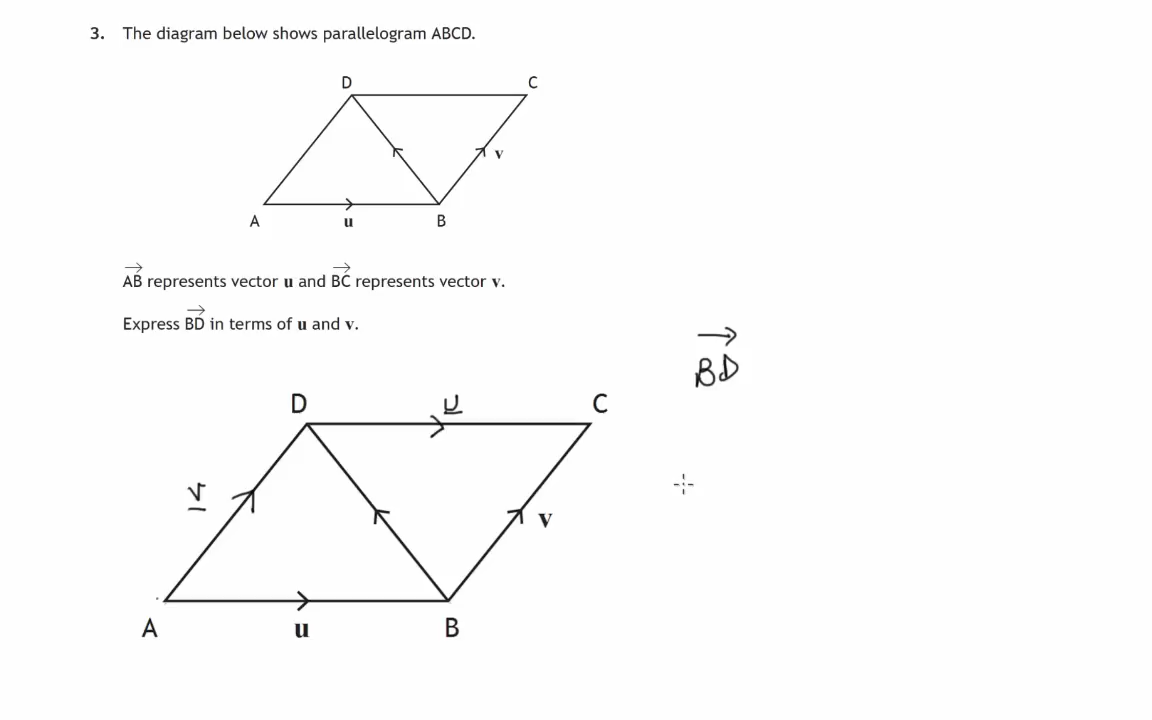 3. The diagram below shows parallelogram ABCD.
D C
v
A u B
→ →
AB represents vector u and BC represents vector v.
→
Express BD in terms of u and v.
→
BD
D u C
v v
A u B